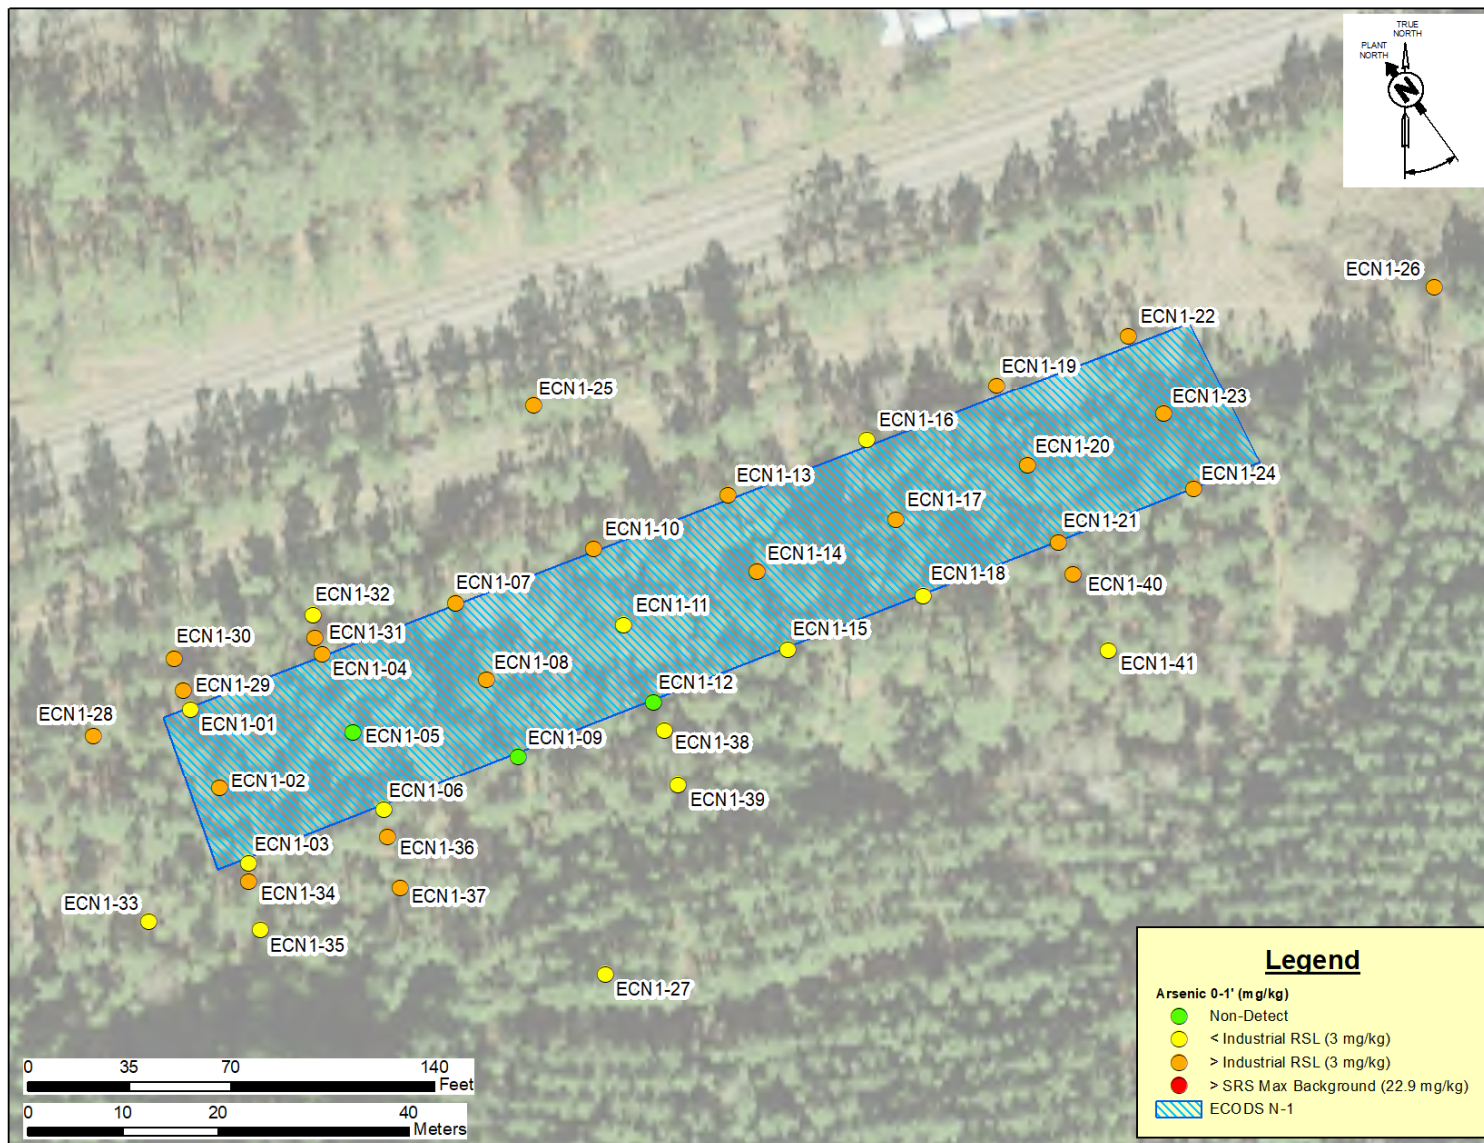 TRUE
NORTH
PLANT
NORTH
N
ECN1-26
ECN1-22
ECN1-19
ECN1-25
ECN1-23
ECN1-16
ECN1-20
ECN1-13
ECN1-24
ECN1-17
ECN1-21
ECN1-10
ECN1-14
ECN1-18
ECN1-40
ECN1-07
ECN1-32
ECN1-11
ECN1-31
ECN1-15
ECN1-30
ECN1-04
ECN1-41
ECN1-08
ECN1-29
ECN1-12
ECN1-28
ECN1-01
ECN1-05
ECN1-38
ECN1-09
ECN1-02
ECN1-06
ECN1-39
ECN1-03
ECN1-36
ECN1-34
ECN1-37
ECN1-33
ECN1-35
ECN1-27
Legend
Arsenic 0-1' (mg/kg)
Non-Detect
< Industrial RSL (3 mg/kg)
> Industrial RSL (3 mg/kg)
> SRS Max Background (22.9 mg/kg)
ECODS N-1
0 35 70 140
Feet
0 10 20 40
Meters